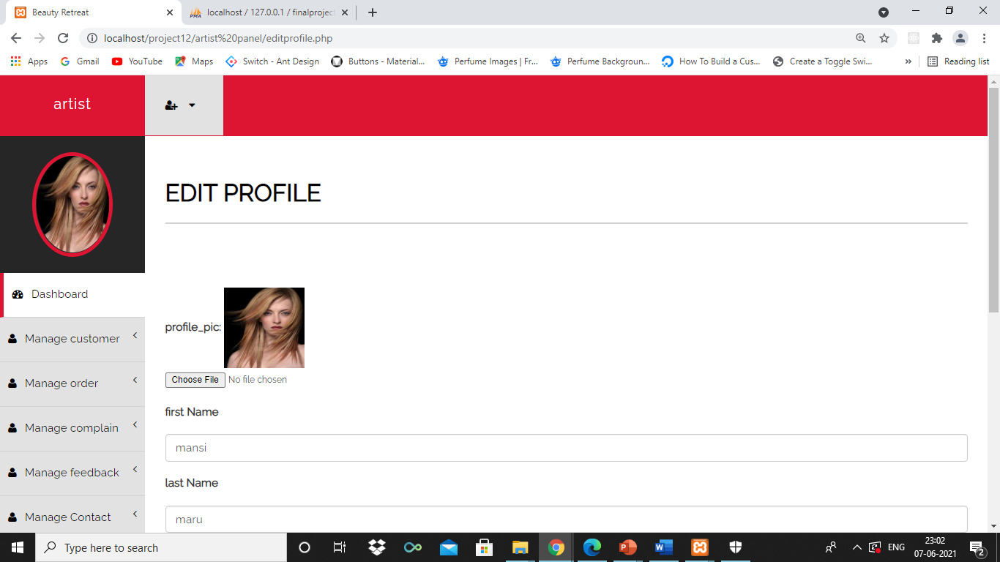 Beauty Retreat
localhost / 127.0.0.1 / finalproject
localhost/project12/artist%20panel/editprofile.php
Apps
Gmail
YouTube
Maps
Switch - Ant Design
Buttons - Material...
Perfume Images | Fr...
Perfume Backgroun...
How To Build a Cus...
Create a Toggle Swi...
»
Reading list
artist
EDIT PROFILE
Dashboard
profile_pic:
Manage customer
Choose File No file chosen
Manage order
first Name
Manage complain
mansi
Manage feedback
last Name
Manage Contact
maru
Type here to search
ENG
23:02
07-06-2021
2